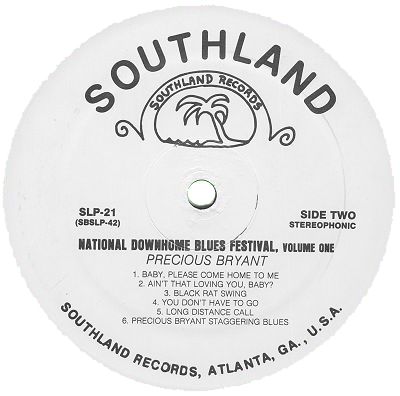 SOUTHLAND
SOUTHLAND RECORDS
SLP-21
(SBSLP-42)
SIDE TWO
STEREOPHONIC
NATIONAL DOWNHOME BLUES FESTIVAL, VOLUME ONE
PRECIOUS BRYANT
1. BABY, PLEASE COME HOME TO ME
2. AIN'T THAT LOVING YOU, BABY?
3. BLACK RAT SWING
4. YOU DON'T HAVE TO GO
5. LONG DISTANCE CALL
6. PRECIOUS BRYANT STAGGERING BLUES
SOUTHLAND RECORDS, ATLANTA, GA., U.S.A.